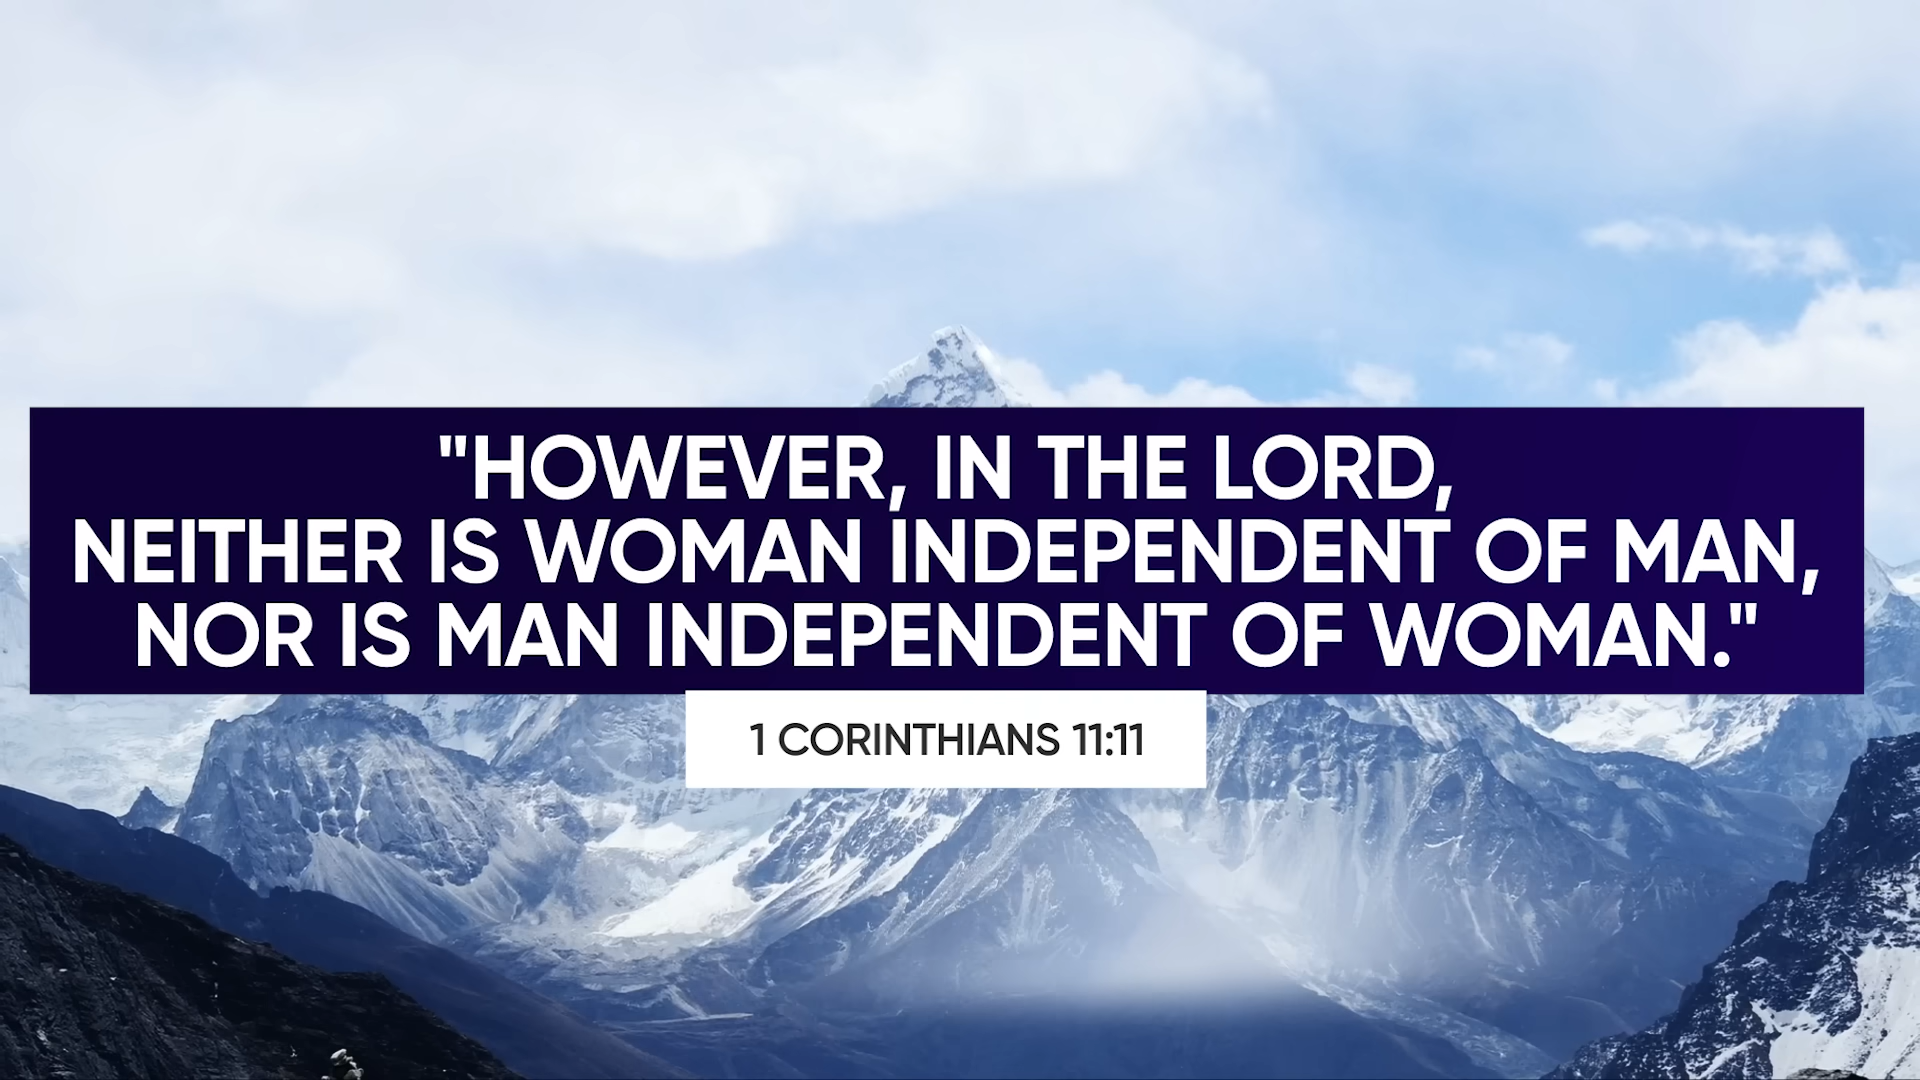 "HOWEVER, IN THE LORD,
NEITHER IS WOMAN INDEPENDENT OF MAN,
NOR IS MAN INDEPENDENT OF WOMAN."
1 CORINTHIANS 11:11